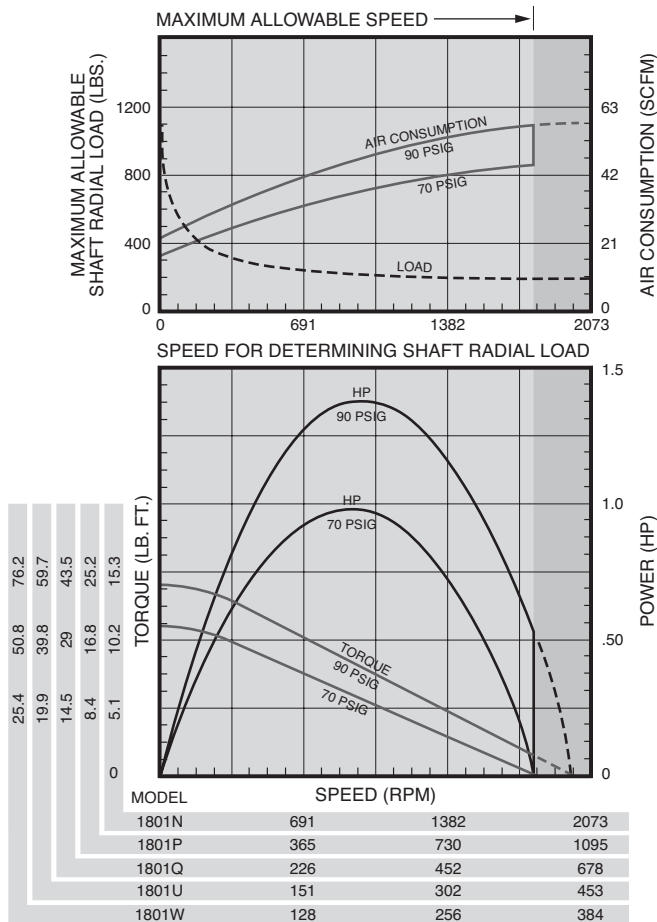 MAXIMUM ALLOWABLE SPEED
MAXIMUM ALLOWABLE
SHAFT RADIAL LOAD (LBS.)
1200
800
400
0
AIR CONSUMPTION
90 PSIG
70 PSIG
LOAD
63
42
21
0
AIR CONSUMPTION (SCFM)
0 691 1382 2073
SPEED FOR DETERMINING SHAFT RADIAL LOAD
HP
90 PSIG
HP
70 PSIG
TORQUE
90 PSIG
70 PSIG
1.5
1.0
.50
0
POWER (HP)
TORQUE (LB. FT.)
76.2 59.7 43.5 25.2 15.3
50.8 39.8 29 16.8 10.2
25.4 19.9 14.5 8.4 5.1
0
MODEL SPEED (RPM)
1801N 691 1382 2073
1801P 365 730 1095
1801Q 226 452 678
1801U 151 302 453
1801W 128 256 384